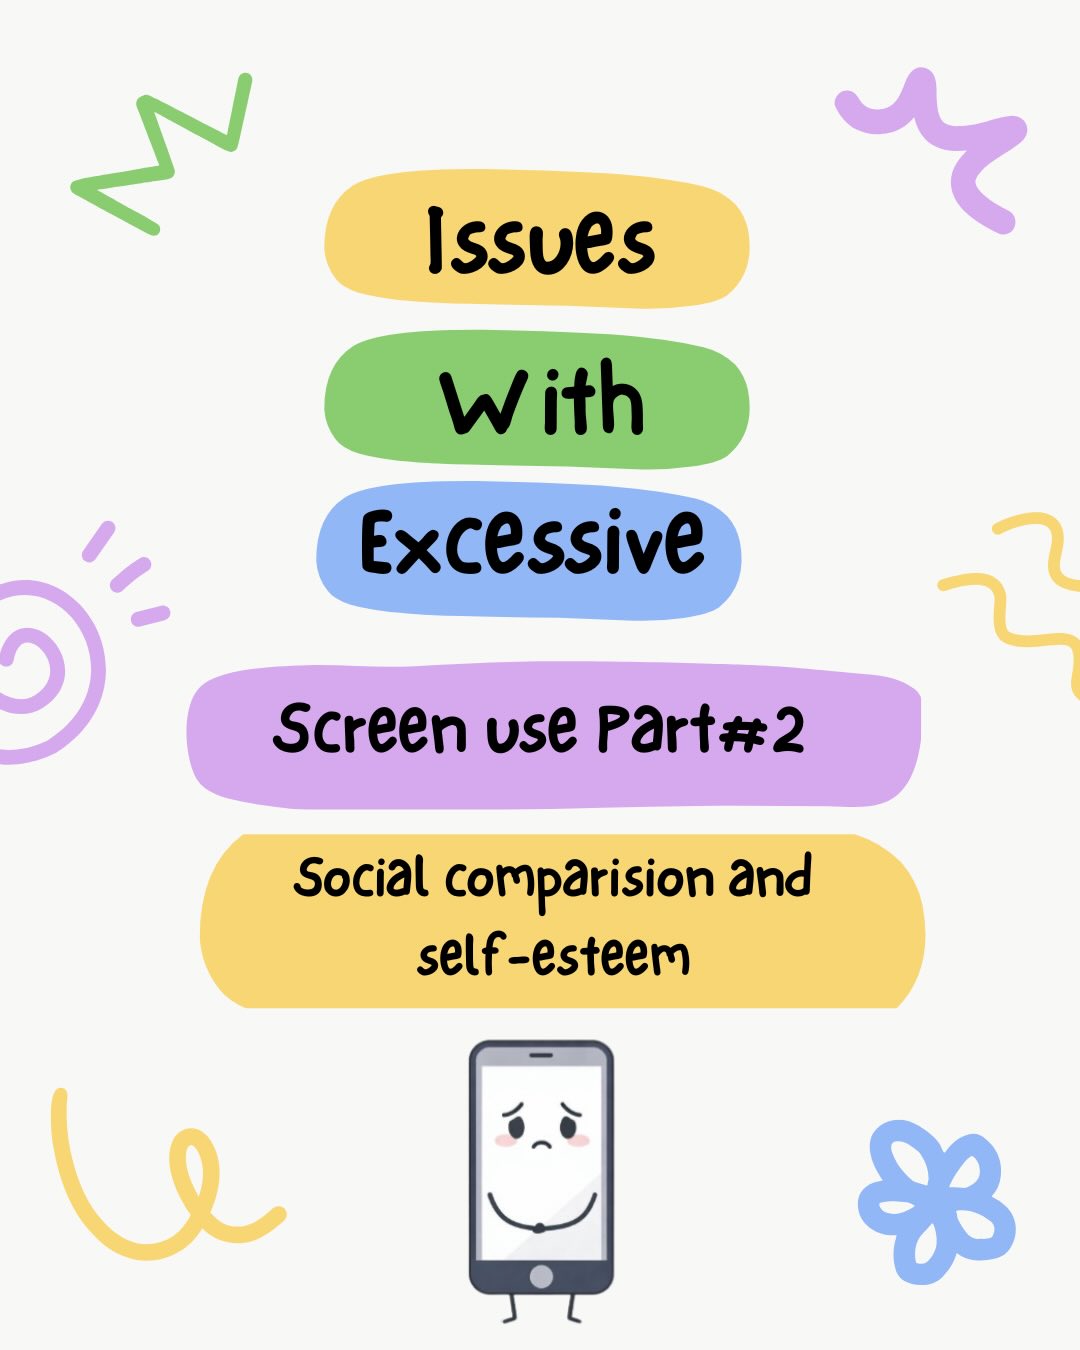 Issues
With
Excessive
Screen use Part#2
Social comparision and
self-esteem